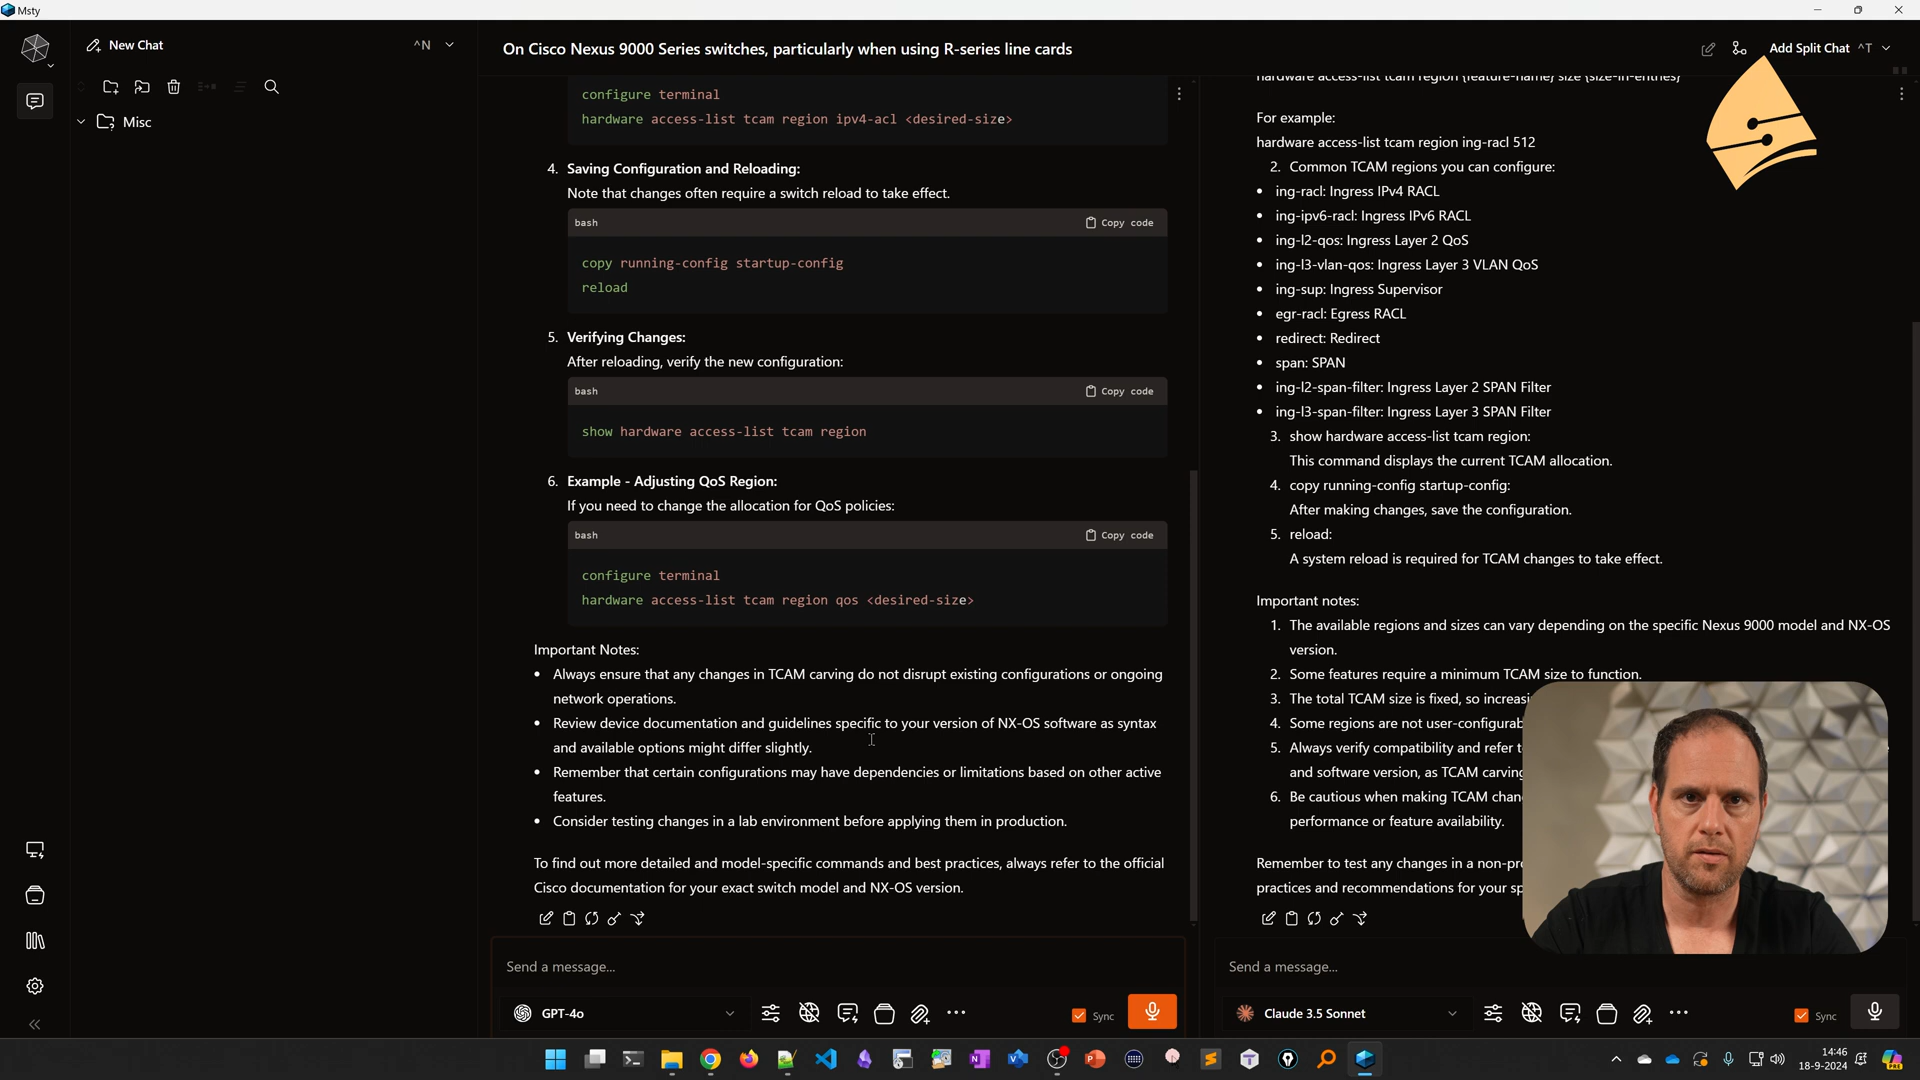 Msty
New Chat
^N
Misc
On Cisco Nexus 9000 Series switches, particularly when using R-series line cards
Add Split Chat ^T
configure terminal
hardware access-list tcam region ipv4-acl <desired-size>
4. Saving Configuration and Reloading:
Note that changes often require a switch reload to take effect.
bash
Copy code
copy running-config startup-config
reload
5. Verifying Changes:
After reloading, verify the new configuration:
bash
Copy code
show hardware access-list tcam region
6. Example - Adjusting QoS Region:
If you need to change the allocation for QoS policies:
bash
Copy code
configure terminal
hardware access-list tcam region qos <desired-size>
Important Notes:
• Always ensure that any changes in TCAM carving do not disrupt existing configurations or ongoing
network operations.
• Review device documentation and guidelines specific to your version of NX-OS software as syntax
and available options might differ slightly.
• Remember that certain configurations may have dependencies or limitations based on other active
features.
• Consider testing changes in a lab environment before applying them in production.
To find out more detailed and model-specific commands and best practices, always refer to the official
Cisco documentation for your exact switch model and NX-OS version.
Send a message...
GPT-4o
Sync
hardware access-list tcam region {feature-name} size {size-in-entries}
For example:
hardware access-list tcam region ing-racl 512
2. Common TCAM regions you can configure:
• ing-racl: Ingress IPv4 RACL
• ing-ipv6-racl: Ingress IPv6 RACL
• ing-l2-qos: Ingress Layer 2 QoS
• ing-l3-vlan-qos: Ingress Layer 3 VLAN QoS
• ing-sup: Ingress Supervisor
• egr-racl: Egress RACL
• redirect: Redirect
• span: SPAN
• ing-l2-span-filter: Ingress Layer 2 SPAN Filter
• ing-l3-span-filter: Ingress Layer 3 SPAN Filter
3. show hardware access-list tcam region:
This command displays the current TCAM allocation.
4. copy running-config startup-config:
After making changes, save the configuration.
5. reload:
A system reload is required for TCAM changes to take effect.
Important notes:
1. The available regions and sizes can vary depending on the specific Nexus 9000 model and NX-OS
version.
2. Some features require a minimum TCAM size to function.
3. The total TCAM size is fixed, so increasi
4. Some regions are not user-configurab
5. Always verify compatibility and refer t
and software version, as TCAM carving
6. Be cautious when making TCAM chan
performance or feature availability.
Remember to test any changes in a non-pr
practices and recommendations for your sp
Send a message...
Claude 3.5 Sonnet
Sync
14:46
18-9-2024